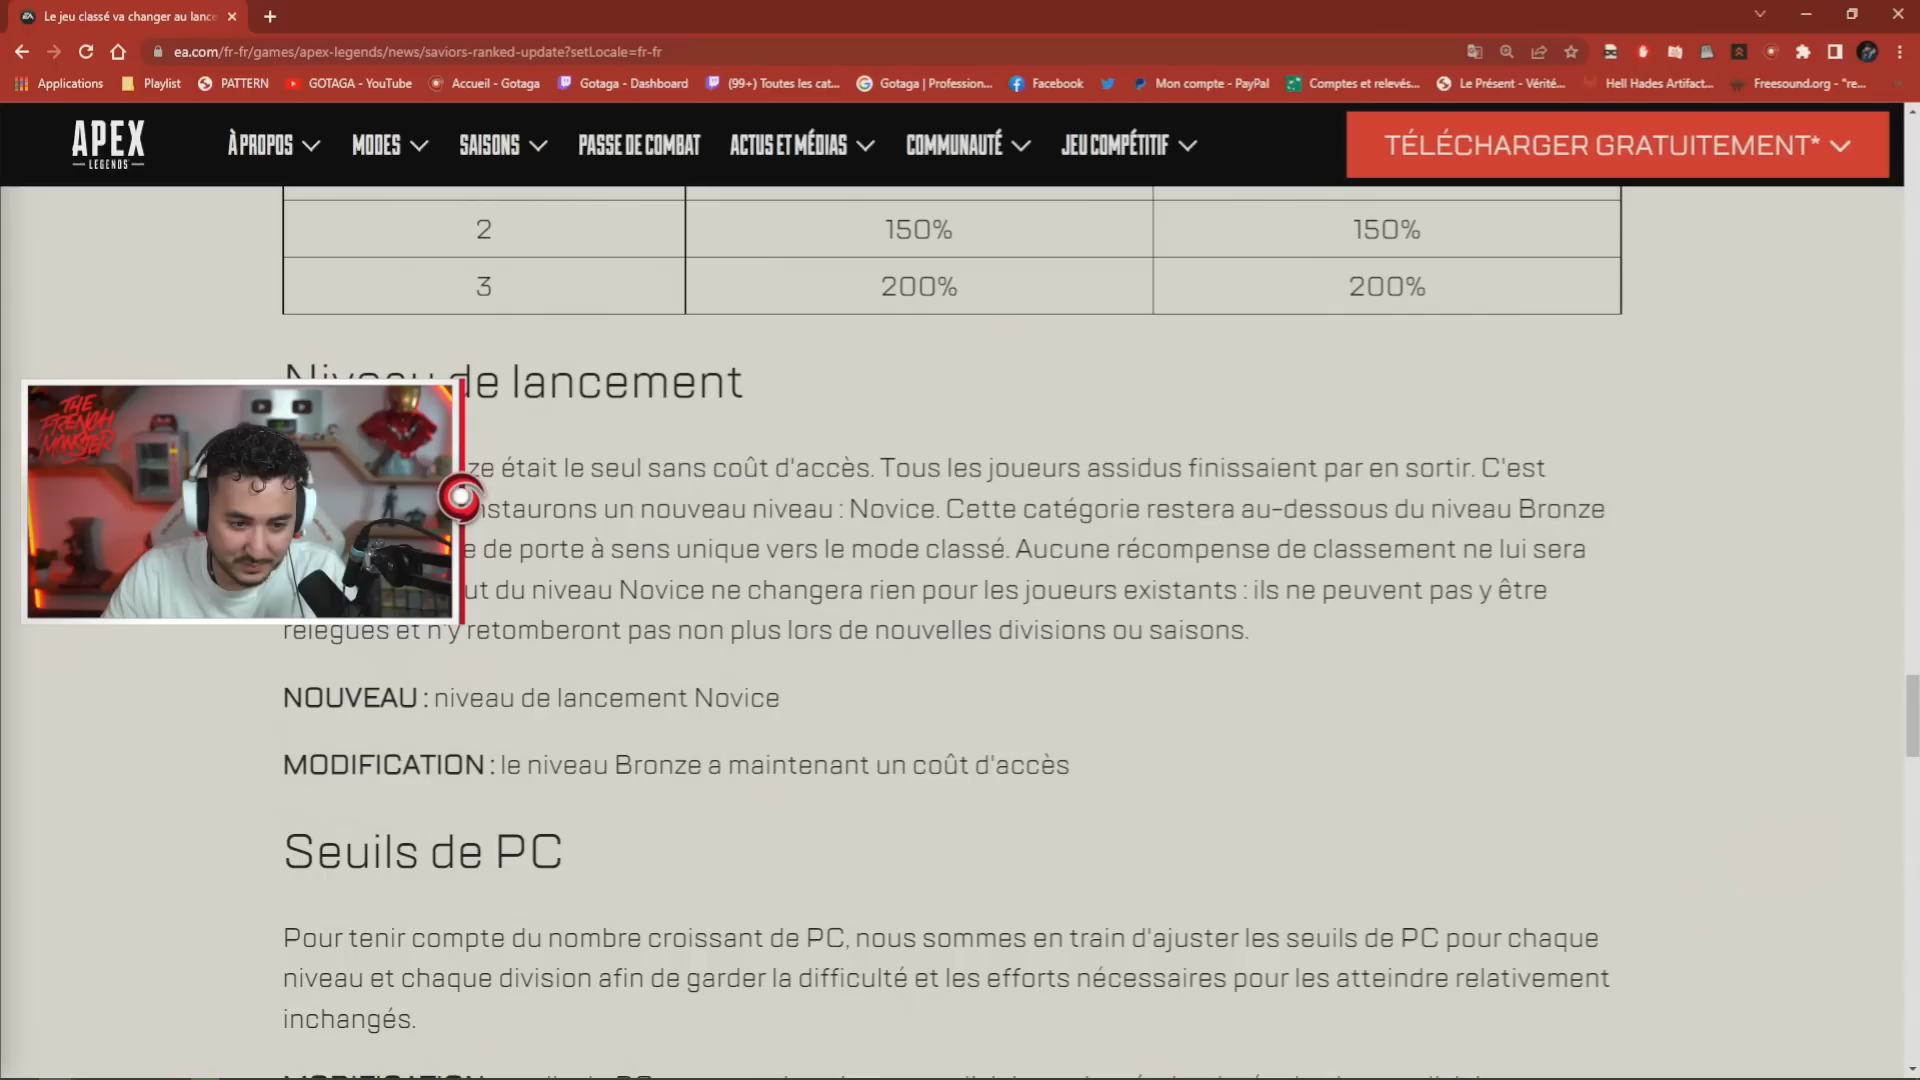 Le jeu classé va changer au lance
ea.com/fr-fr/games/apex-legends/news/saviors-ranked-update?setLocale=fr-fr
Applications
Playlist
PATTERN
GOTAGA - YouTube
Accueil - Gotaga
Gotaga - Dashboard
(99+) Toutes les cat...
Gotaga | Profession...
Facebook
Mon compte - PayPal
Comptes et relevés...
Le Présent - Vérité...
Hell Hades Artifact...
Freesound.org - "re...
APEX
LEGENDS
À PROPOS
MODES
SAISONS
PASSE DE COMBAT
ACTUS ET MÉDIAS
COMMUNAUTÉ
JEU COMPÉTITIF
TÉLÉCHARGER GRATUITEMENT*
2 150% 150%
3 200% 200%
Niveau de lancement
THE
FRENCH
MONSTER
ze était le seul sans coût d'accès. Tous les joueurs assidus finissaient par en sortir. C'est
nstaurons un nouveau niveau : Novice. Cette catégorie restera au-dessous du niveau Bronze
e de porte à sens unique vers le mode classé. Aucune récompense de classement ne lui sera
ut du niveau Novice ne changera rien pour les joueurs existants : ils ne peuvent pas y être
relégués et n'y retomberont pas non plus lors de nouvelles divisions ou saisons.
NOUVEAU : niveau de lancement Novice
MODIFICATION : le niveau Bronze a maintenant un coût d'accès
Seuils de PC
Pour tenir compte du nombre croissant de PC, nous sommes en train d'ajuster les seuils de PC pour chaque
niveau et chaque division afin de garder la difficulté et les efforts nécessaires pour les atteindre relativement
inchangés.